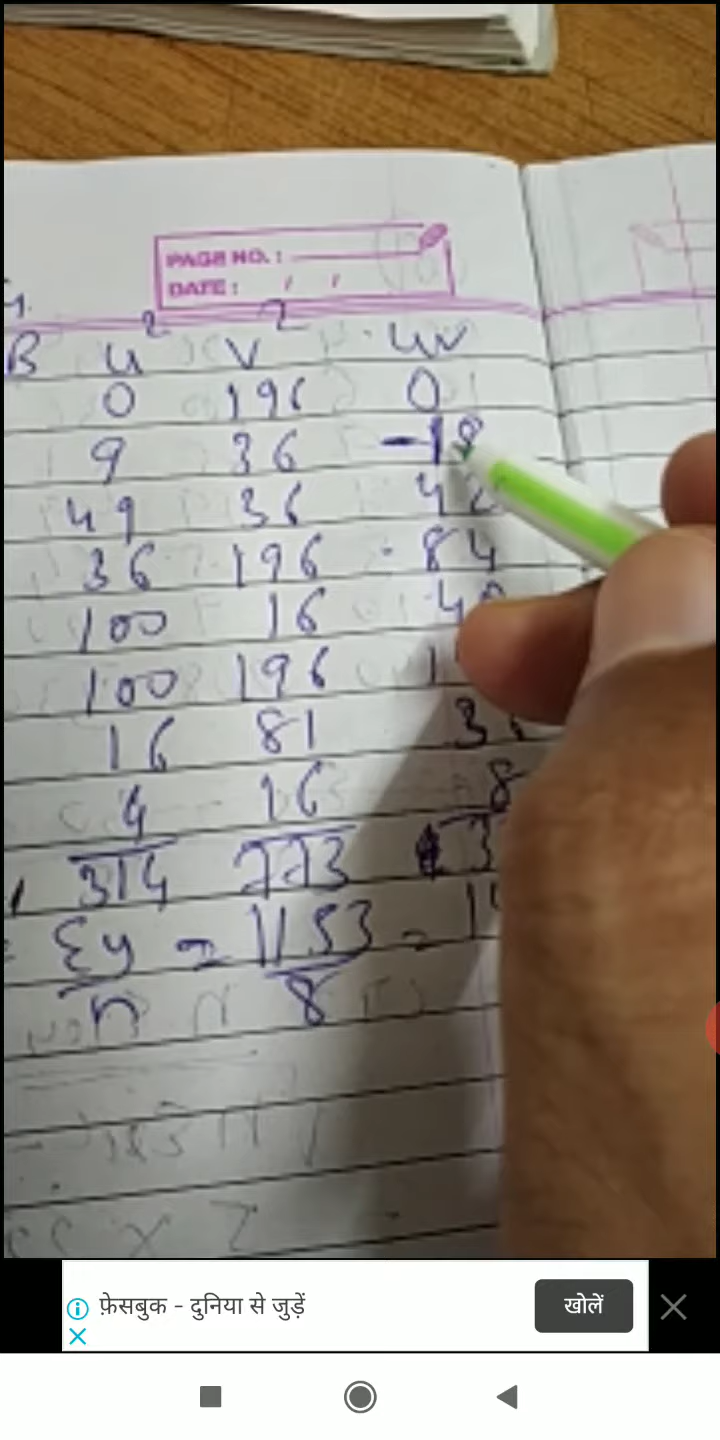 PAGE NO. :
DATE : / /
B u² v² uv
0 196 0
9 36 -18
49 36 42
36 196 84
100 16
100 196
16 81
4 16 8
314 773
= Σy = 1153 =
n 8
फ़ेसबुक - दुनिया से जुड़ें
खोलें